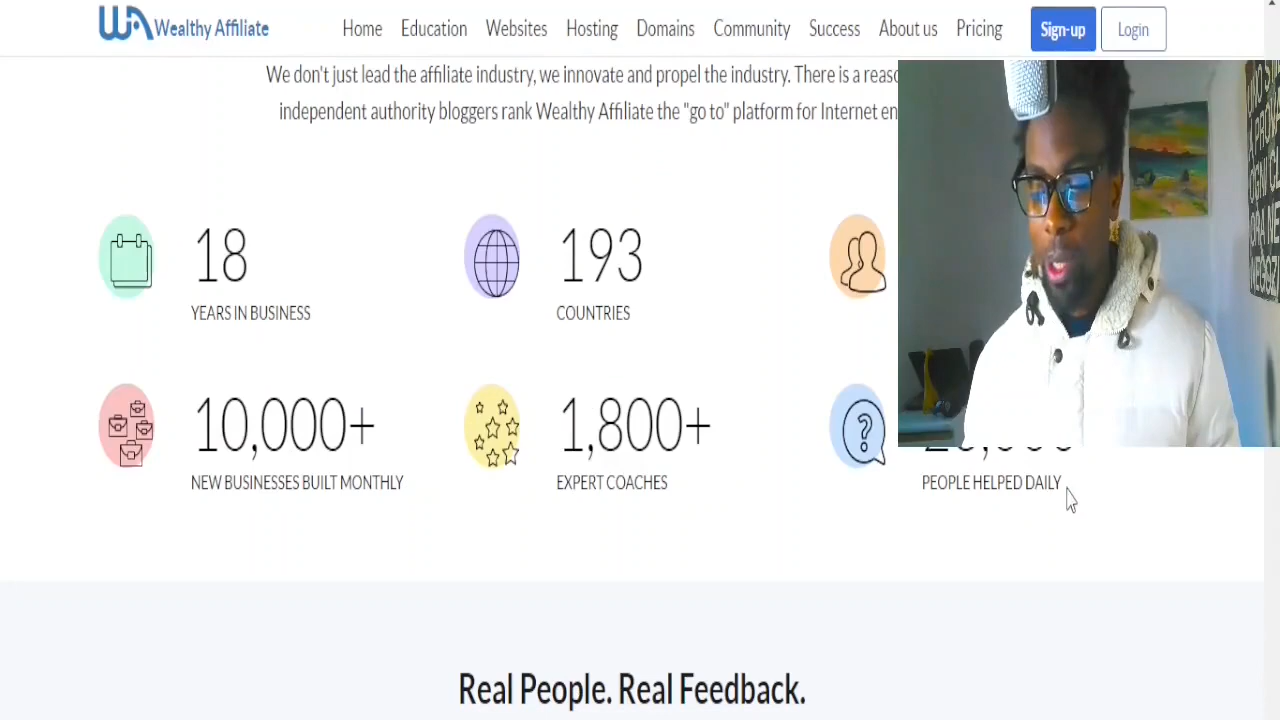 Wealthy Affiliate Home Education Websites Hosting Domains Community Success About us Pricing Sign-up Login
We don't just lead the affiliate industry, we innovate and propel the industry. There is a
independent authority bloggers rank Wealthy Affiliate the "go to" platform for Internet
18 193
YEARS IN BUSINESS COUNTRIES
10,000+ 1,800+
NEW BUSINESSES BUILT MONTHLY EXPERT COACHES PEOPLE HELPED DAILY
Real People. Real Feedback.